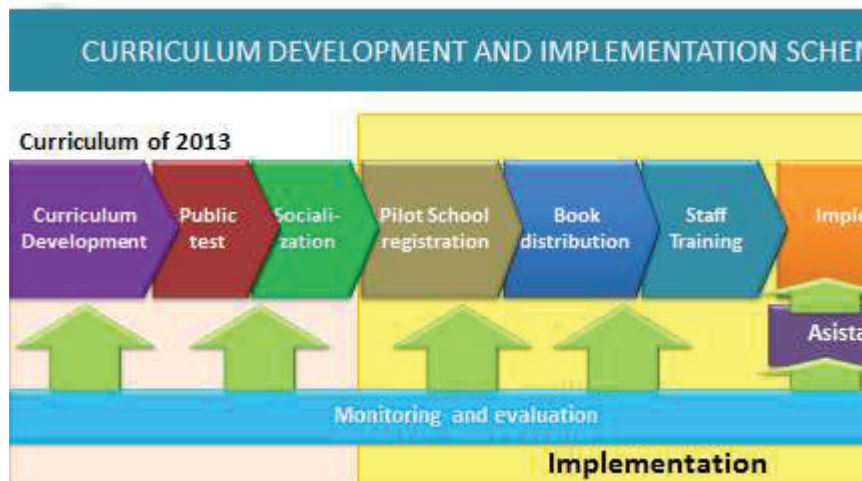 CURRICULUM DEVELOPMENT AND IMPLEMENTATION SCHEM
Curriculum of 2013
Curriculum
Development
Public
test
Sociali-
zation
Pilot School
registration
Book
distribution
Staff
Training
Imple
Asista
Monitoring and evaluation
Implementation